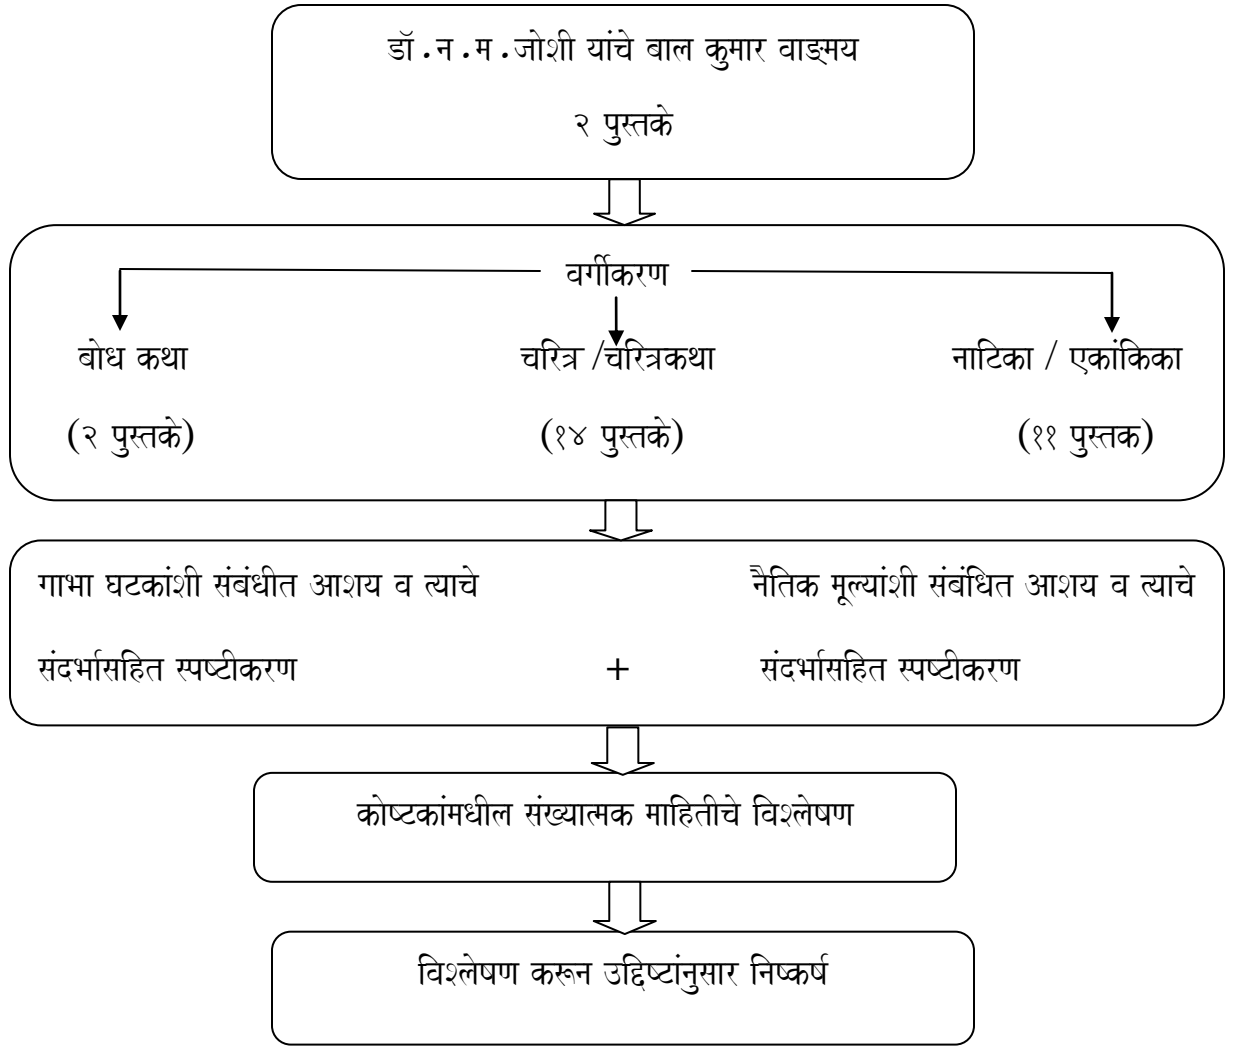 डॉ.न.म.जोशी यांचे बाल कुमार वाङ्मय
२ पुस्तके
वर्गीकरण
बोध कथा चरित्र /चरित्रकथा नाटिका / एकांकिका
(२ पुस्तके) (१४ पुस्तके) (११ पुस्तक)
गाभा घटकांशी संबंधीत आशय व त्याचे नैतिक मूल्यांशी संबंधित आशय व त्याचे
संदर्भासहित स्पष्टीकरण + संदर्भासहित स्पष्टीकरण
कोष्टकांमधील संख्यात्मक माहितीचे विश्लेषण
विश्लेषण करून उद्दिष्टांनुसार निष्कर्ष